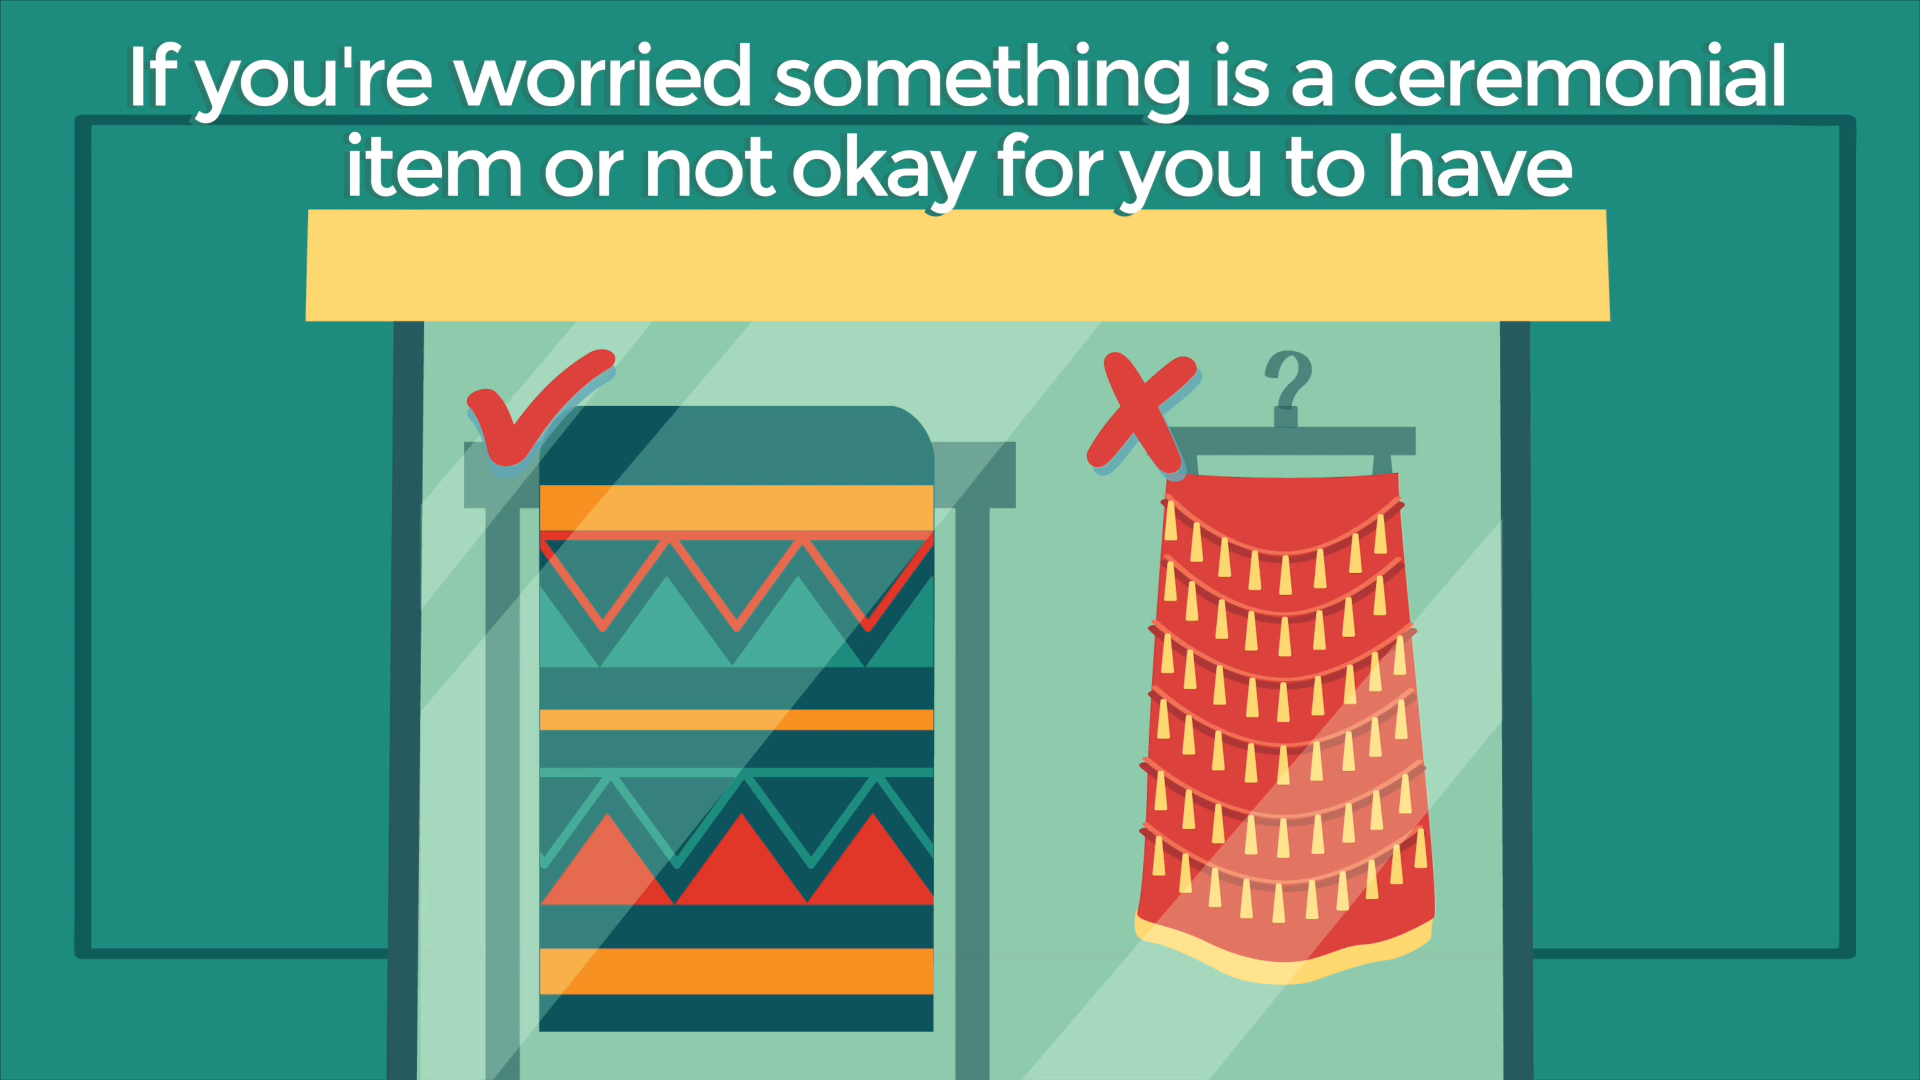 If you're worried something is a ceremonial
item or not okay for you to have